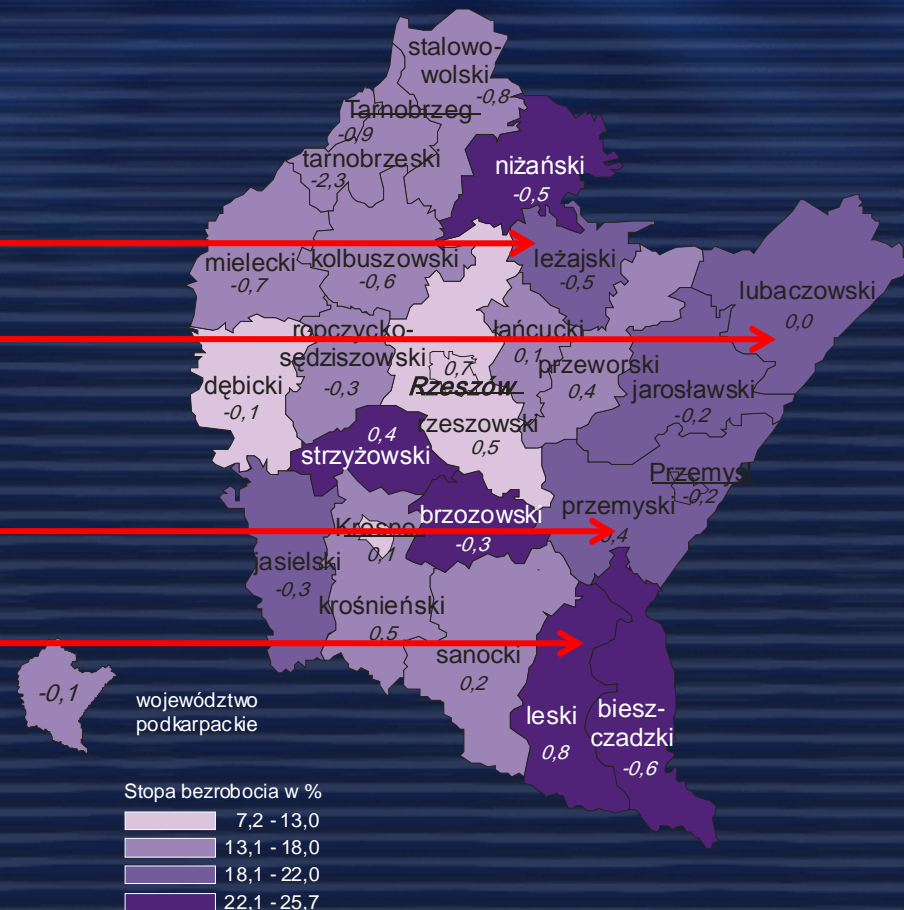 stalowo-
wolski
-0,8
Tarnobrzeg
-0,9
tarnobrzeski
-2,3
niżański
-0,5
mielecki
-0,7
kolbuszowski
-0,6
leżajski
-0,5
lubaczowski
0,0
ropczycko-
sędziszowski
-0,3
łańcucki
0,1
przeworski
0,4
dębicki
-0,1
0,7
Rzeszów
rzeszowski
0,5
jarosławski
-0,2
0,4
strzyżowski
Przemyśl
-0,2
brzozowski
-0,3
przemyski
Krosno
0,1
jasielski
-0,3
krośnieński
0,5
sanocki
0,2
leski
0,8
biesz-
czadzki
-0,6
-0,1
województwo
podkarpackie
Stopa bezrobocia w %
7,2 - 13,0
13,1 - 18,0
18,1 - 22,0
22,1 - 25,7